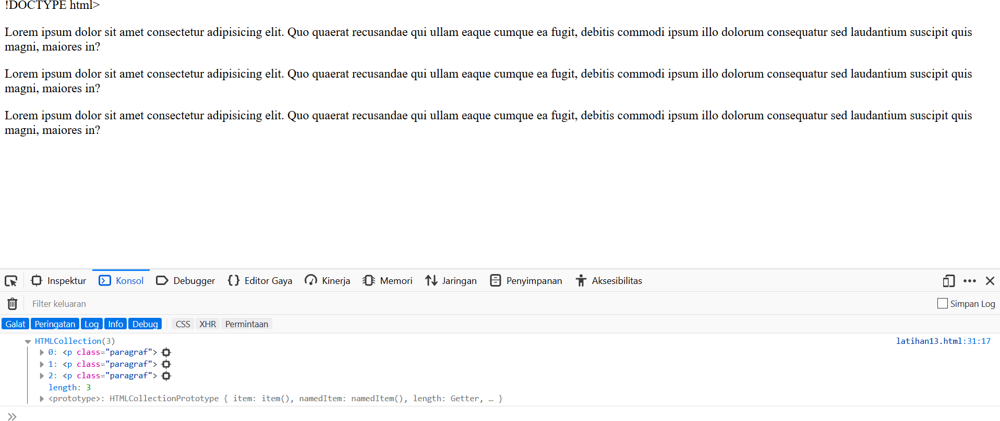 !DOCTYPE html>
Lorem ipsum dolor sit amet consectetur adipisicing elit. Quo quaerat recusandae qui ullam eaque cumque ea fugit, debitis commodi ipsum illo dolorum consequatur sed laudantium suscipit quis
magni, maiores in?
Lorem ipsum dolor sit amet consectetur adipisicing elit. Quo quaerat recusandae qui ullam eaque cumque ea fugit, debitis commodi ipsum illo dolorum consequatur sed laudantium suscipit quis
magni, maiores in?
Lorem ipsum dolor sit amet consectetur adipisicing elit. Quo quaerat recusandae qui ullam eaque cumque ea fugit, debitis commodi ipsum illo dolorum consequatur sed laudantium suscipit quis
magni, maiores in?
Inspektur Konsol Debugger Editor Gaya Kinerja Memori Jaringan Penyimpanan Aksesibilitas
Filter keluaran Simpan Log
Galat Peringatan Log Info Debug CSS XHR Permintaan
HTMLCollection(3) latihan13.html:31:17
0: <p class="paragraf">
1: <p class="paragraf">
2: <p class="paragraf">
length: 3
<prototype>: HTMLCollectionPrototype { item: item(), namedItem: namedItem(), length: Getter, … }